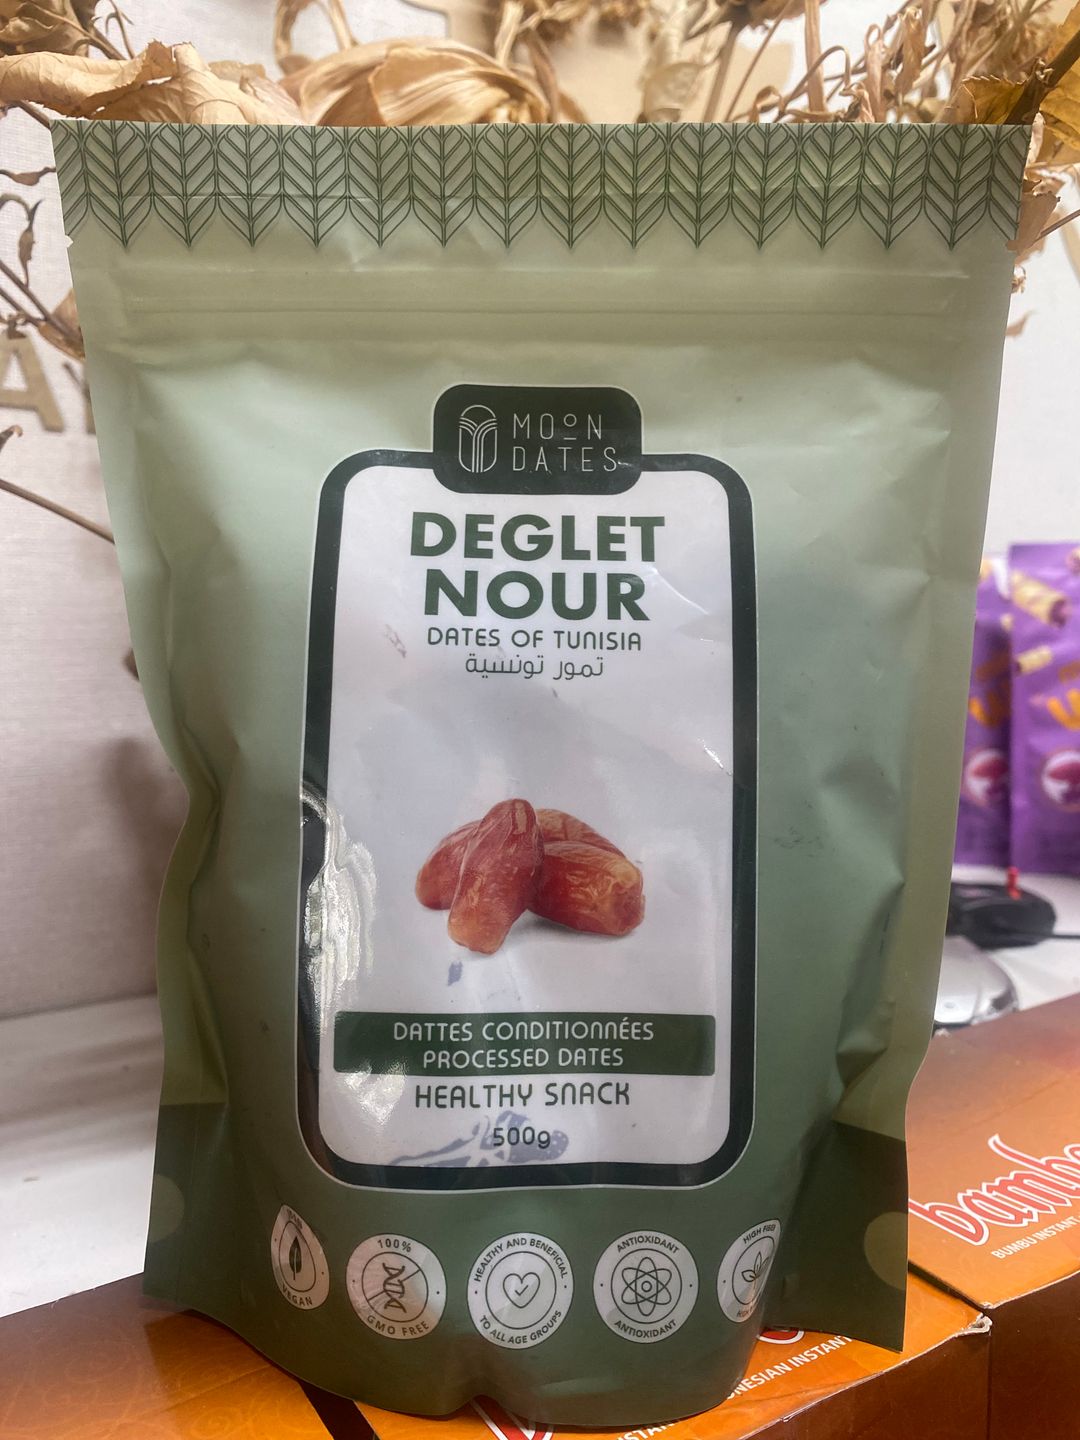 MOON
DATES
DEGLET
NOUR
DATES OF TUNISIA
تمور تونسية
DATTES CONDITIONNÉES
PROCESSED DATES
HEALTHY SNACK
500g
VEGAN
100%
GMO FREE
HEALTHY AND BENEFICIAL
TO ALL AGE GROUPS
ANTIOXIDANT
ANTIOXIDANT
HIGH FIBER
BUMBU INSTANT